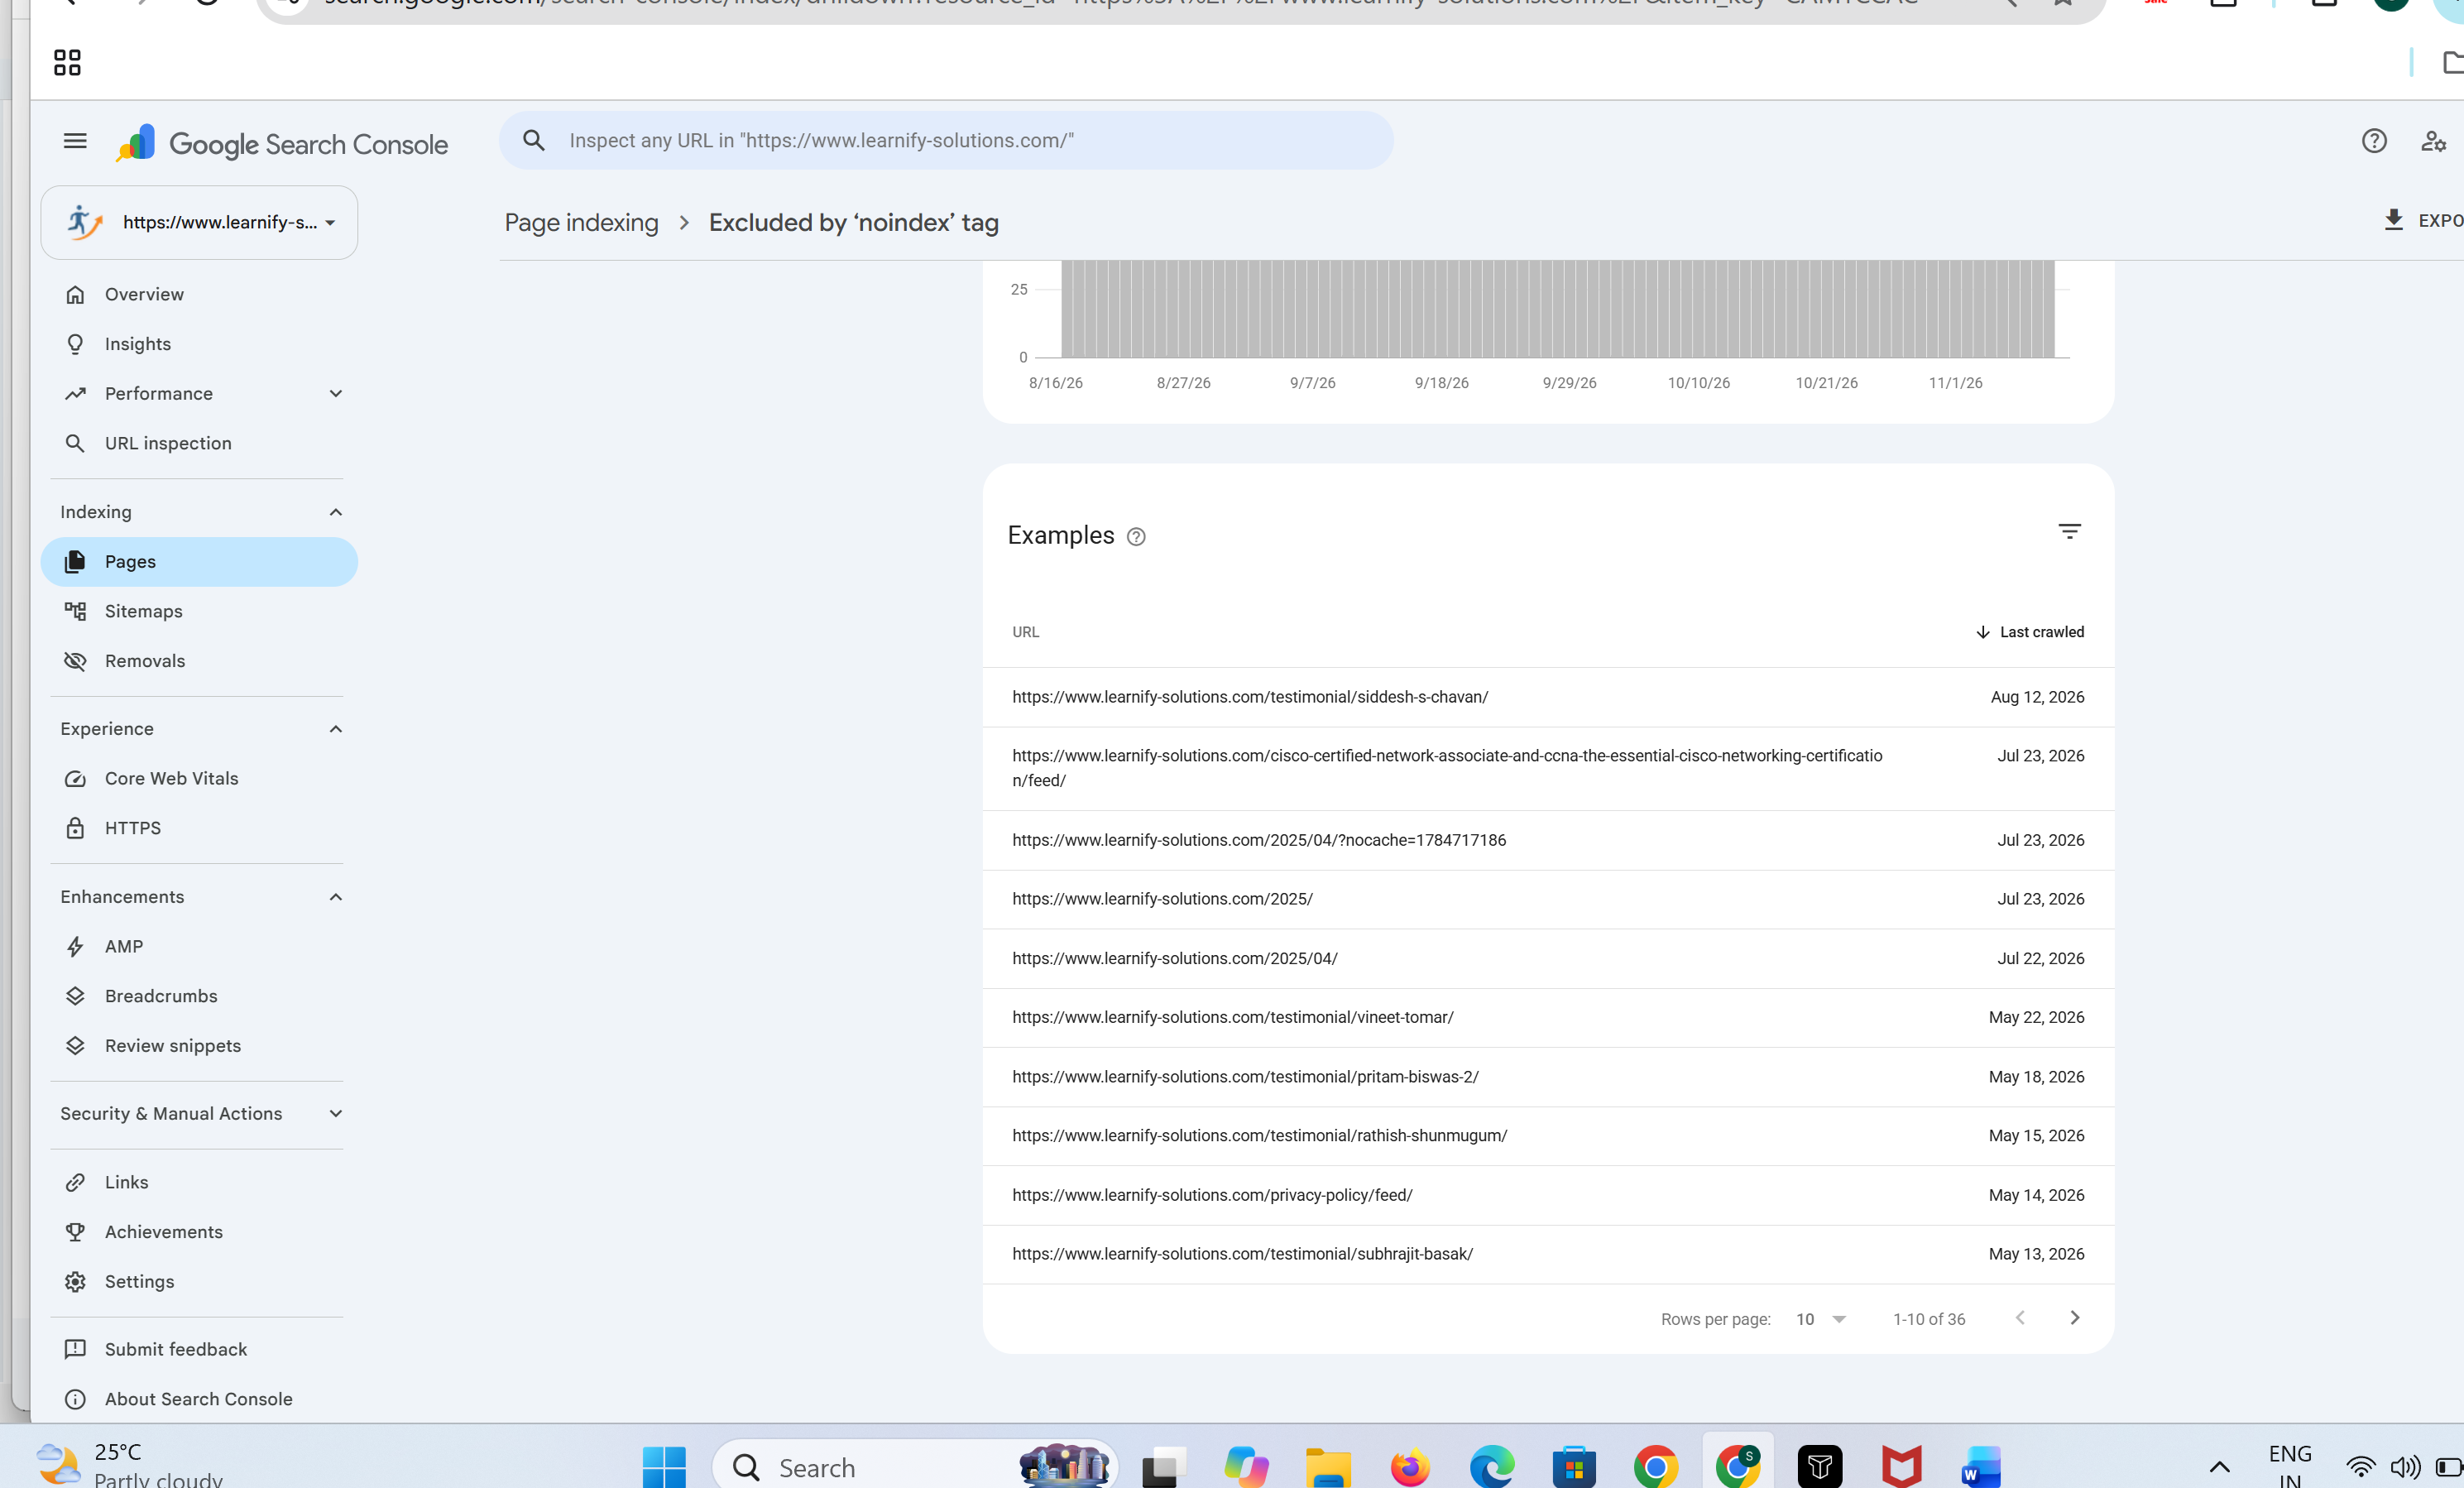 Google Search Console
Inspect any URL in "https://www.learnify-solutions.com/"
https://www.learnify-s...
Page indexing > Excluded by ‘noindex’ tag
EXPO
Overview
Insights
Performance
URL inspection
Indexing
Pages
Sitemaps
Removals
Experience
Core Web Vitals
HTTPS
Enhancements
AMP
Breadcrumbs
Review snippets
Security & Manual Actions
Links
Achievements
Settings
Submit feedback
About Search Console
25
0
8/16/26 8/27/26 9/7/26 9/18/26 9/29/26 10/10/26 10/21/26 11/1/26
Examples
URL Last crawled
https://www.learnify-solutions.com/testimonial/siddesh-s-chavan/ Aug 12, 2026
https://www.learnify-solutions.com/cisco-certified-network-associate-and-ccna-the-essential-cisco-networking-certificatio Jul 23, 2026
n/feed/
https://www.learnify-solutions.com/2025/04/?nocache=1784717186 Jul 23, 2026
https://www.learnify-solutions.com/2025/ Jul 23, 2026
https://www.learnify-solutions.com/2025/04/ Jul 22, 2026
https://www.learnify-solutions.com/testimonial/vineet-tomar/ May 22, 2026
https://www.learnify-solutions.com/testimonial/pritam-biswas-2/ May 18, 2026
https://www.learnify-solutions.com/testimonial/rathish-shunmugum/ May 15, 2026
https://www.learnify-solutions.com/privacy-policy/feed/ May 14, 2026
https://www.learnify-solutions.com/testimonial/subhrajit-basak/ May 13, 2026
Rows per page: 10 1-10 of 36
25°C
Partly cloudy
Search
S
W
ENG
IN